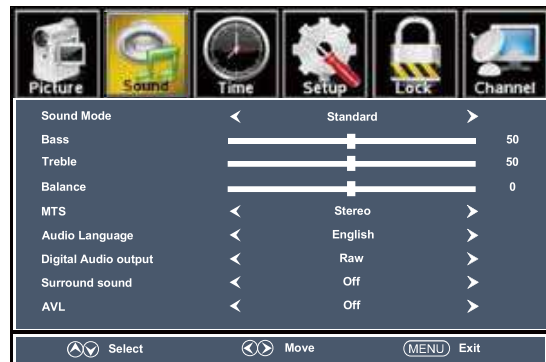 Picture Sound Time Setup Lock Channel
Sound Mode Standard
Bass 50
Treble 50
Balance 0
MTS Stereo
Audio Language English
Digital Audio output Raw
Surround sound Off
AVL Off
Select Move MENU Exit